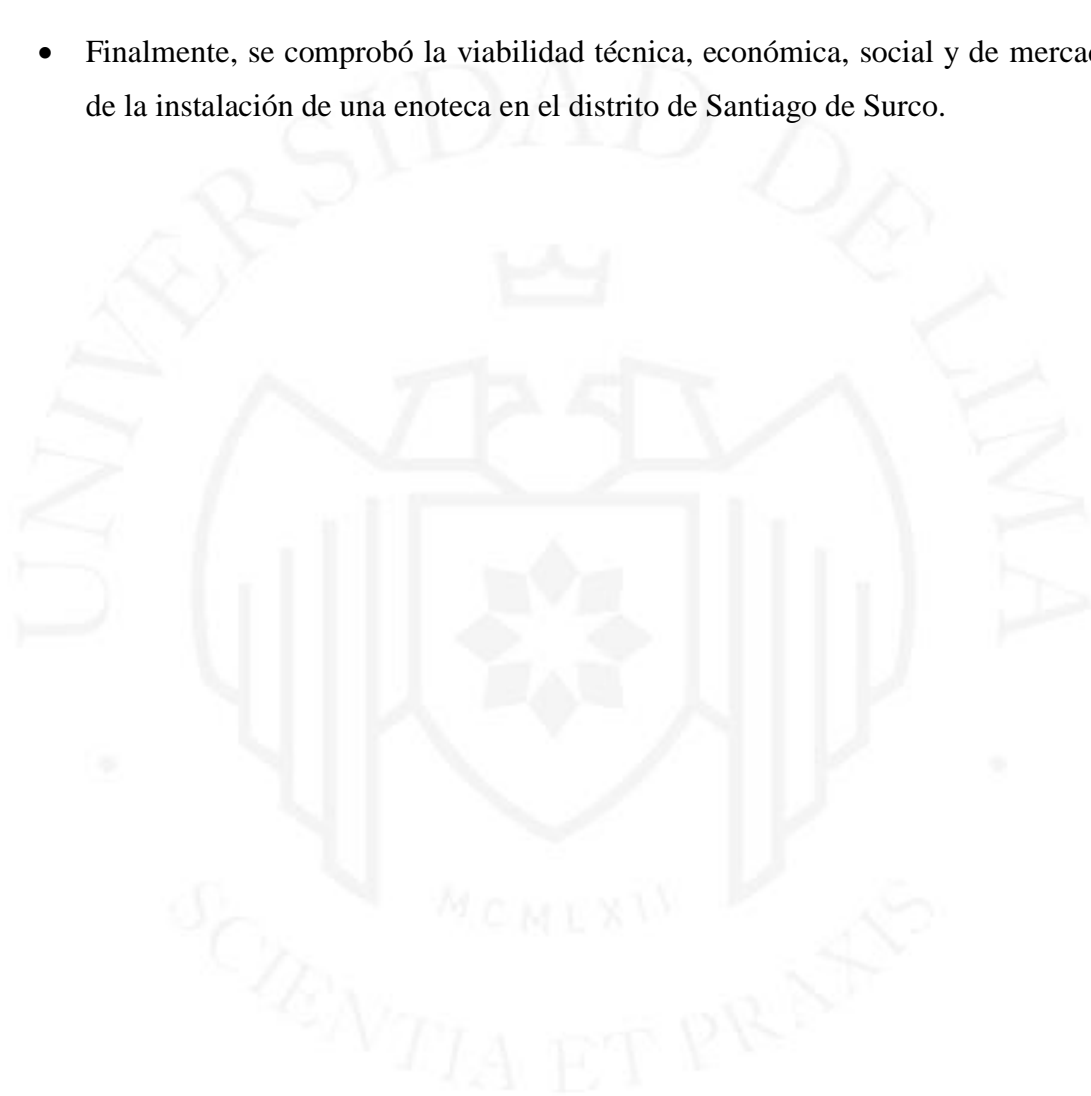 • Finalmente, se comprobó la viabilidad técnica, económica, social y de merca
de la instalación de una enoteca en el distrito de Santiago de Surco.
UNIVERSIDAD DE LIMA
MCMLXII
SCIENTIA ET PRAXIS